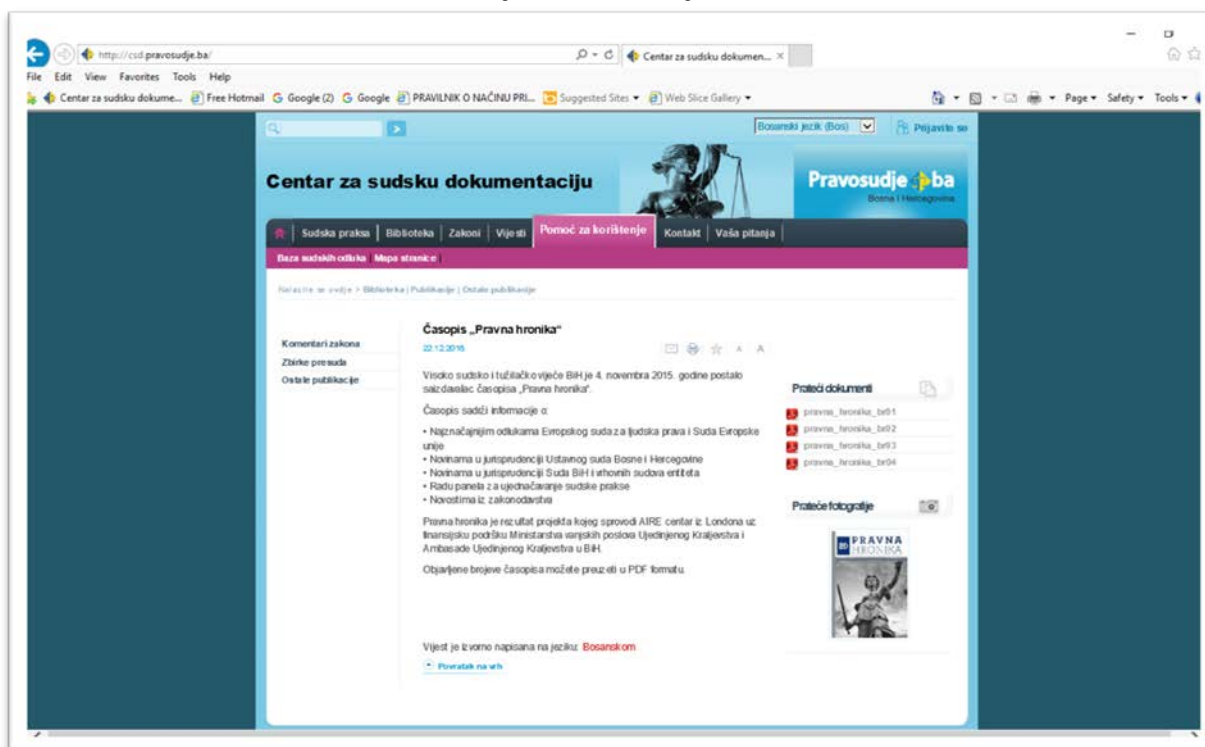 http://csd.pravosudje.ba/
Centar za sudsku dokumen...
File Edit View Favorites Tools Help
Centar za sudsku dokume... Free Hotmail Google (2) Google PRAVILNIK O NAČINU PRI... Suggested Sites Web Slice Gallery Page Safety Tools
Bosanski jezik (Bos) Prijavite se
Centar za sudsku dokumentaciju
Pravosudje ba
Bosna i Hercegovina
Sudska praksa Biblioteka Zakoni Vijesti Pomoć za korištenje Kontakt Vaša pitanja
Baza sudskih odluka Mapa stranice
Nalazite se ovdje > Biblioteka | Publikacije | Ostale publikacije
Komentari zakona
Zbirke presuda
Ostale publikacije
Časopis „Pravna hronika“
22.12.2016
Visoko sudsko i tužilačko vijeće BiH je 4. novembra 2015. godine postalo
saizdavalac časopisa „Pravna hronika“.
Časopis sadrži informacije o:
• Najznačajnijim odlukama Evropskog suda za ljudska prava i Suda Evropske
unije
• Novinama u jurisprudenciji Ustavnog suda Bosne i Hercegovine
• Novinama u jurisprudenciji Suda BiH i vrhovnih sudova entiteta
• Radu panela za ujednačavanje sudske prakse
• Novostima iz zakonodavstva
Pravna hronika je rezultat projekta kojeg sprovodi AIRE centar iz Londona uz
finansijsku podršku Ministarstva vanjskih poslova Ujedinjenog Kraljevstva i
Ambasade Ujedinjenog Kraljevstva u BiH.
Objavljene brojeve časopisa možete preuzeti u PDF formatu.
Vijest je izvorno napisana na jeziku: Bosanskom
Povratak na vrh
Prateći dokumenti
pravna_hronika_br01
pravna_hronika_br02
pravna_hronika_br03
pravna_hronika_br04
Prateće fotografije
PRAVNA
HRONIKA